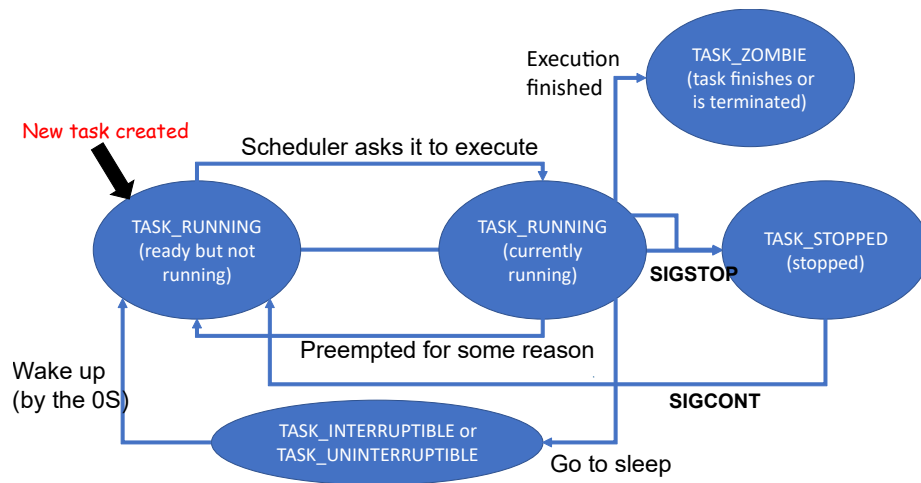 Execution
finished
TASK_ZOMBIE
(task finishes or
is terminated)
New task created
Scheduler asks it to execute
TASK_RUNNING
(ready but not
running)
TASK_RUNNING
(currently
running)
TASK_STOPPED
(stopped)
SIGSTOP
Preempted for some reason
Wake up
(by the 0S)
SIGCONT
TASK_INTERRUPTIBLE or
TASK_UNINTERRUPTIBLE
Go to sleep